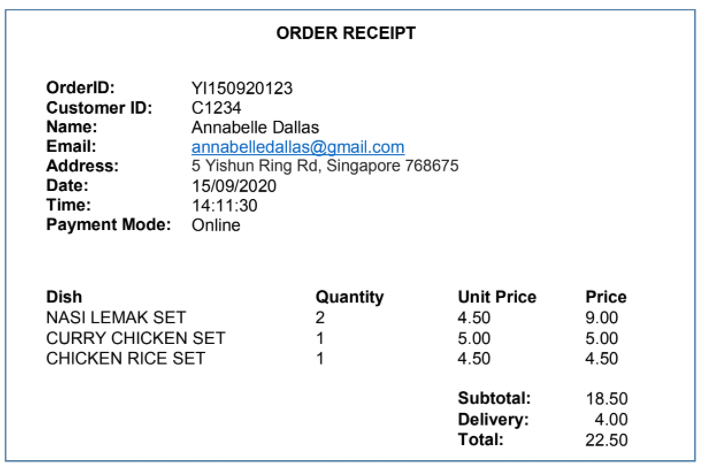 ORDER RECEIPT
OrderID: YI150920123
Customer ID: C1234
Name: Annabelle Dallas
Email: annabelledallas@gmail.com
Address: 5 Yishun Ring Rd, Singapore 768675
Date: 15/09/2020
Time: 14:11:30
Payment Mode: Online
Dish Quantity Unit Price Price
NASI LEMAK SET 2 4.50 9.00
CURRY CHICKEN SET 1 5.00 5.00
CHICKEN RICE SET 1 4.50 4.50
Subtotal: 18.50
Delivery: 4.00
Total: 22.50